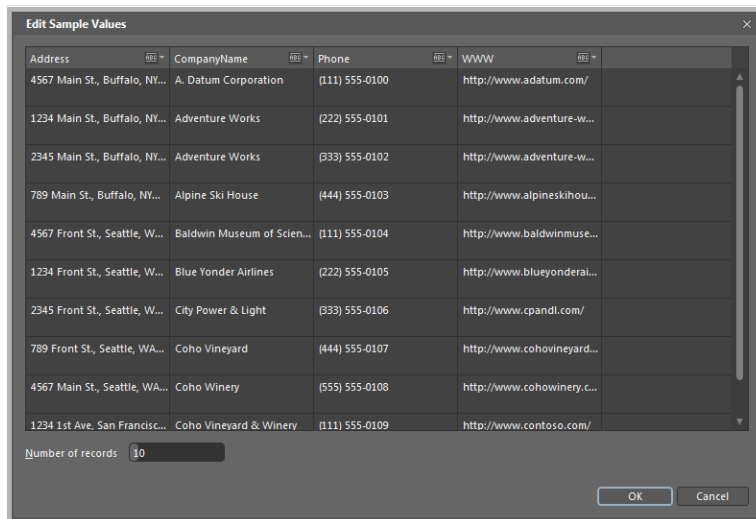 Edit Sample Values
Address ABC CompanyName ABC Phone ABC WWW ABC
4567 Main St., Buffalo, NY... A. Datum Corporation (111) 555-0100 http://www.adatum.com/
1234 Main St., Buffalo, NY... Adventure Works (222) 555-0101 http://www.adventure-w...
2345 Main St., Buffalo, NY... Adventure Works (333) 555-0102 http://www.adventure-w...
789 Main St., Buffalo, NY... Alpine Ski House (444) 555-0103 http://www.alpineskihou...
4567 Front St., Seattle, W... Baldwin Museum of Scien... (111) 555-0104 http://www.baldwinmuse...
1234 Front St., Seattle, W... Blue Yonder Airlines (222) 555-0105 http://www.blueyonderai...
2345 Front St., Seattle, W... City Power & Light (333) 555-0106 http://www.cpandl.com/
789 Front St., Seattle, WA... Coho Vineyard (444) 555-0107 http://www.cohovineyard...
4567 Main St., Seattle, WA... Coho Winery (555) 555-0108 http://www.cohowinery.c...
1234 1st Ave, San Francisc... Coho Vineyard & Winery (111) 555-0109 http://www.contoso.com/
Number of records 10
OK Cancel